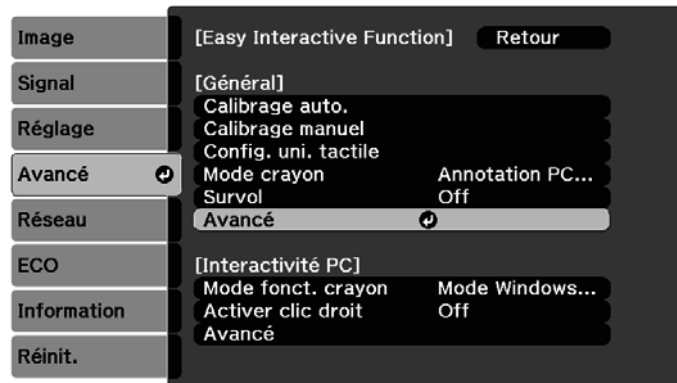 Image
Signal
Réglage
Avancé
Réseau
ECO
Information
Réinit.
[Easy Interactive Function] Retour
[Général]
Calibrage auto.
Calibrage manuel
Config. uni. tactile
Mode crayon Annotation PC...
Survol Off
Avancé
[Interactivité PC]
Mode fonct. crayon Mode Windows...
Activer clic droit Off
Avancé